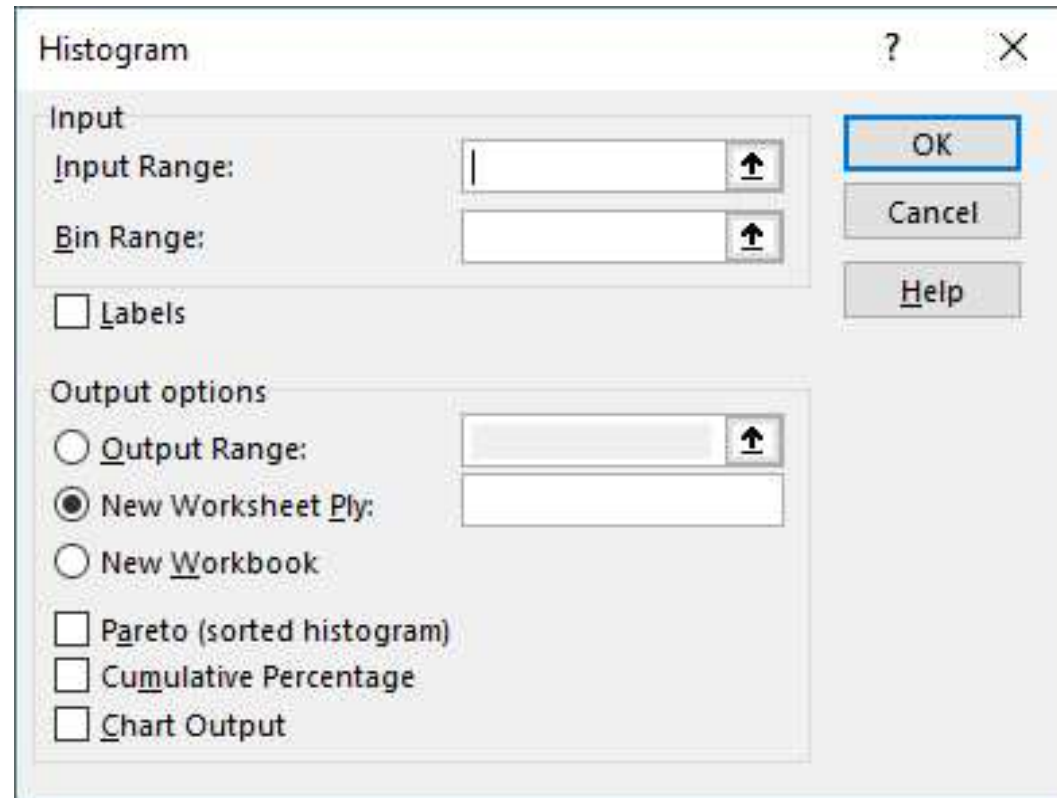 Histogram ?
Input
Input Range:
Bin Range:
Labels
OK
Cancel
Help
Output options
Output Range:
New Worksheet Ply:
New Workbook
Pareto (sorted histogram)
Cumulative Percentage
Chart Output